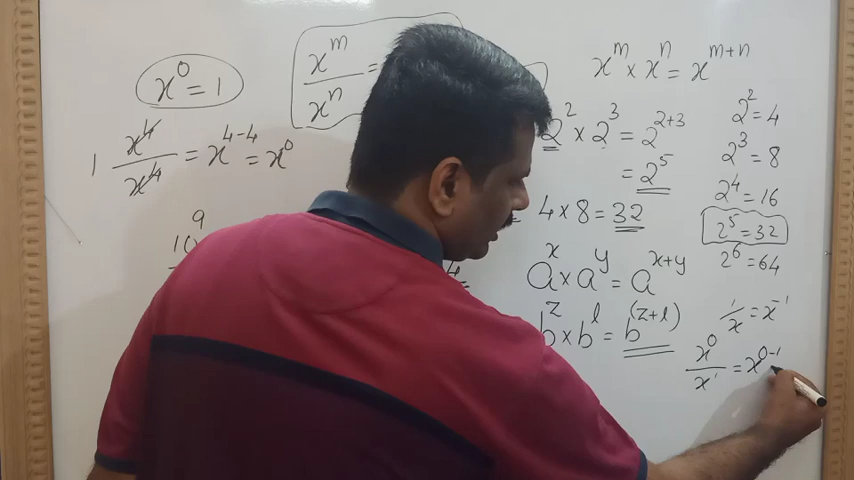 x⁰ = 1
1 x⁴/x⁴ = x⁴⁻⁴ = x⁰
9
10
xᵐ/xⁿ =
xᵐ × xⁿ = xᵐ⁺ⁿ
2² × 2³ = 2²⁺³
= 2⁵
4 × 8 = 32
aˣ × aʸ = aˣ⁺ʸ
bᶻ × bˡ = b⁽ᶻ⁺ˡ⁾
2² = 4
2³ = 8
2⁴ = 16
2⁵ = 32
2⁶ = 64
1/x = x⁻¹
x⁰/x¹ = x⁰⁻¹